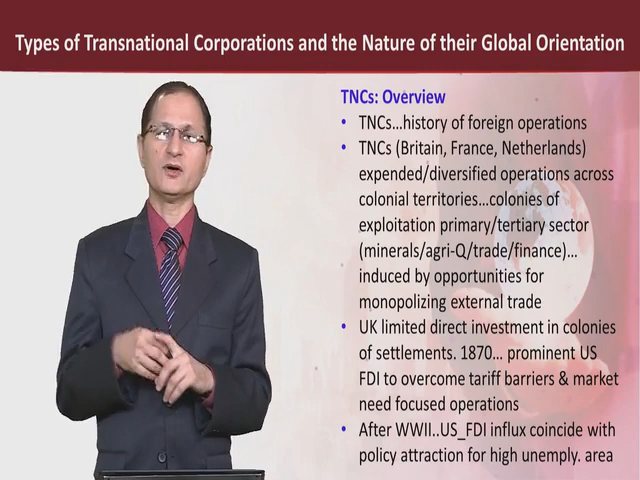 Types of Transnational Corporations and the Nature of their Global Orientation
TNCs: Overview
• TNCs...history of foreign operations
• TNCs (Britain, France, Netherlands)
expended/diversified operations across
colonial territories...colonies of
exploitation primary/tertiary sector
(minerals/agri-Q/trade/finance)...
induced by opportunities for
monopolizing external trade
• UK limited direct investment in colonies
of settlements. 1870... prominent US
FDI to overcome tariff barriers & market
need focused operations
• After WWII..US_FDI influx coincide with
policy attraction for high unemply. area